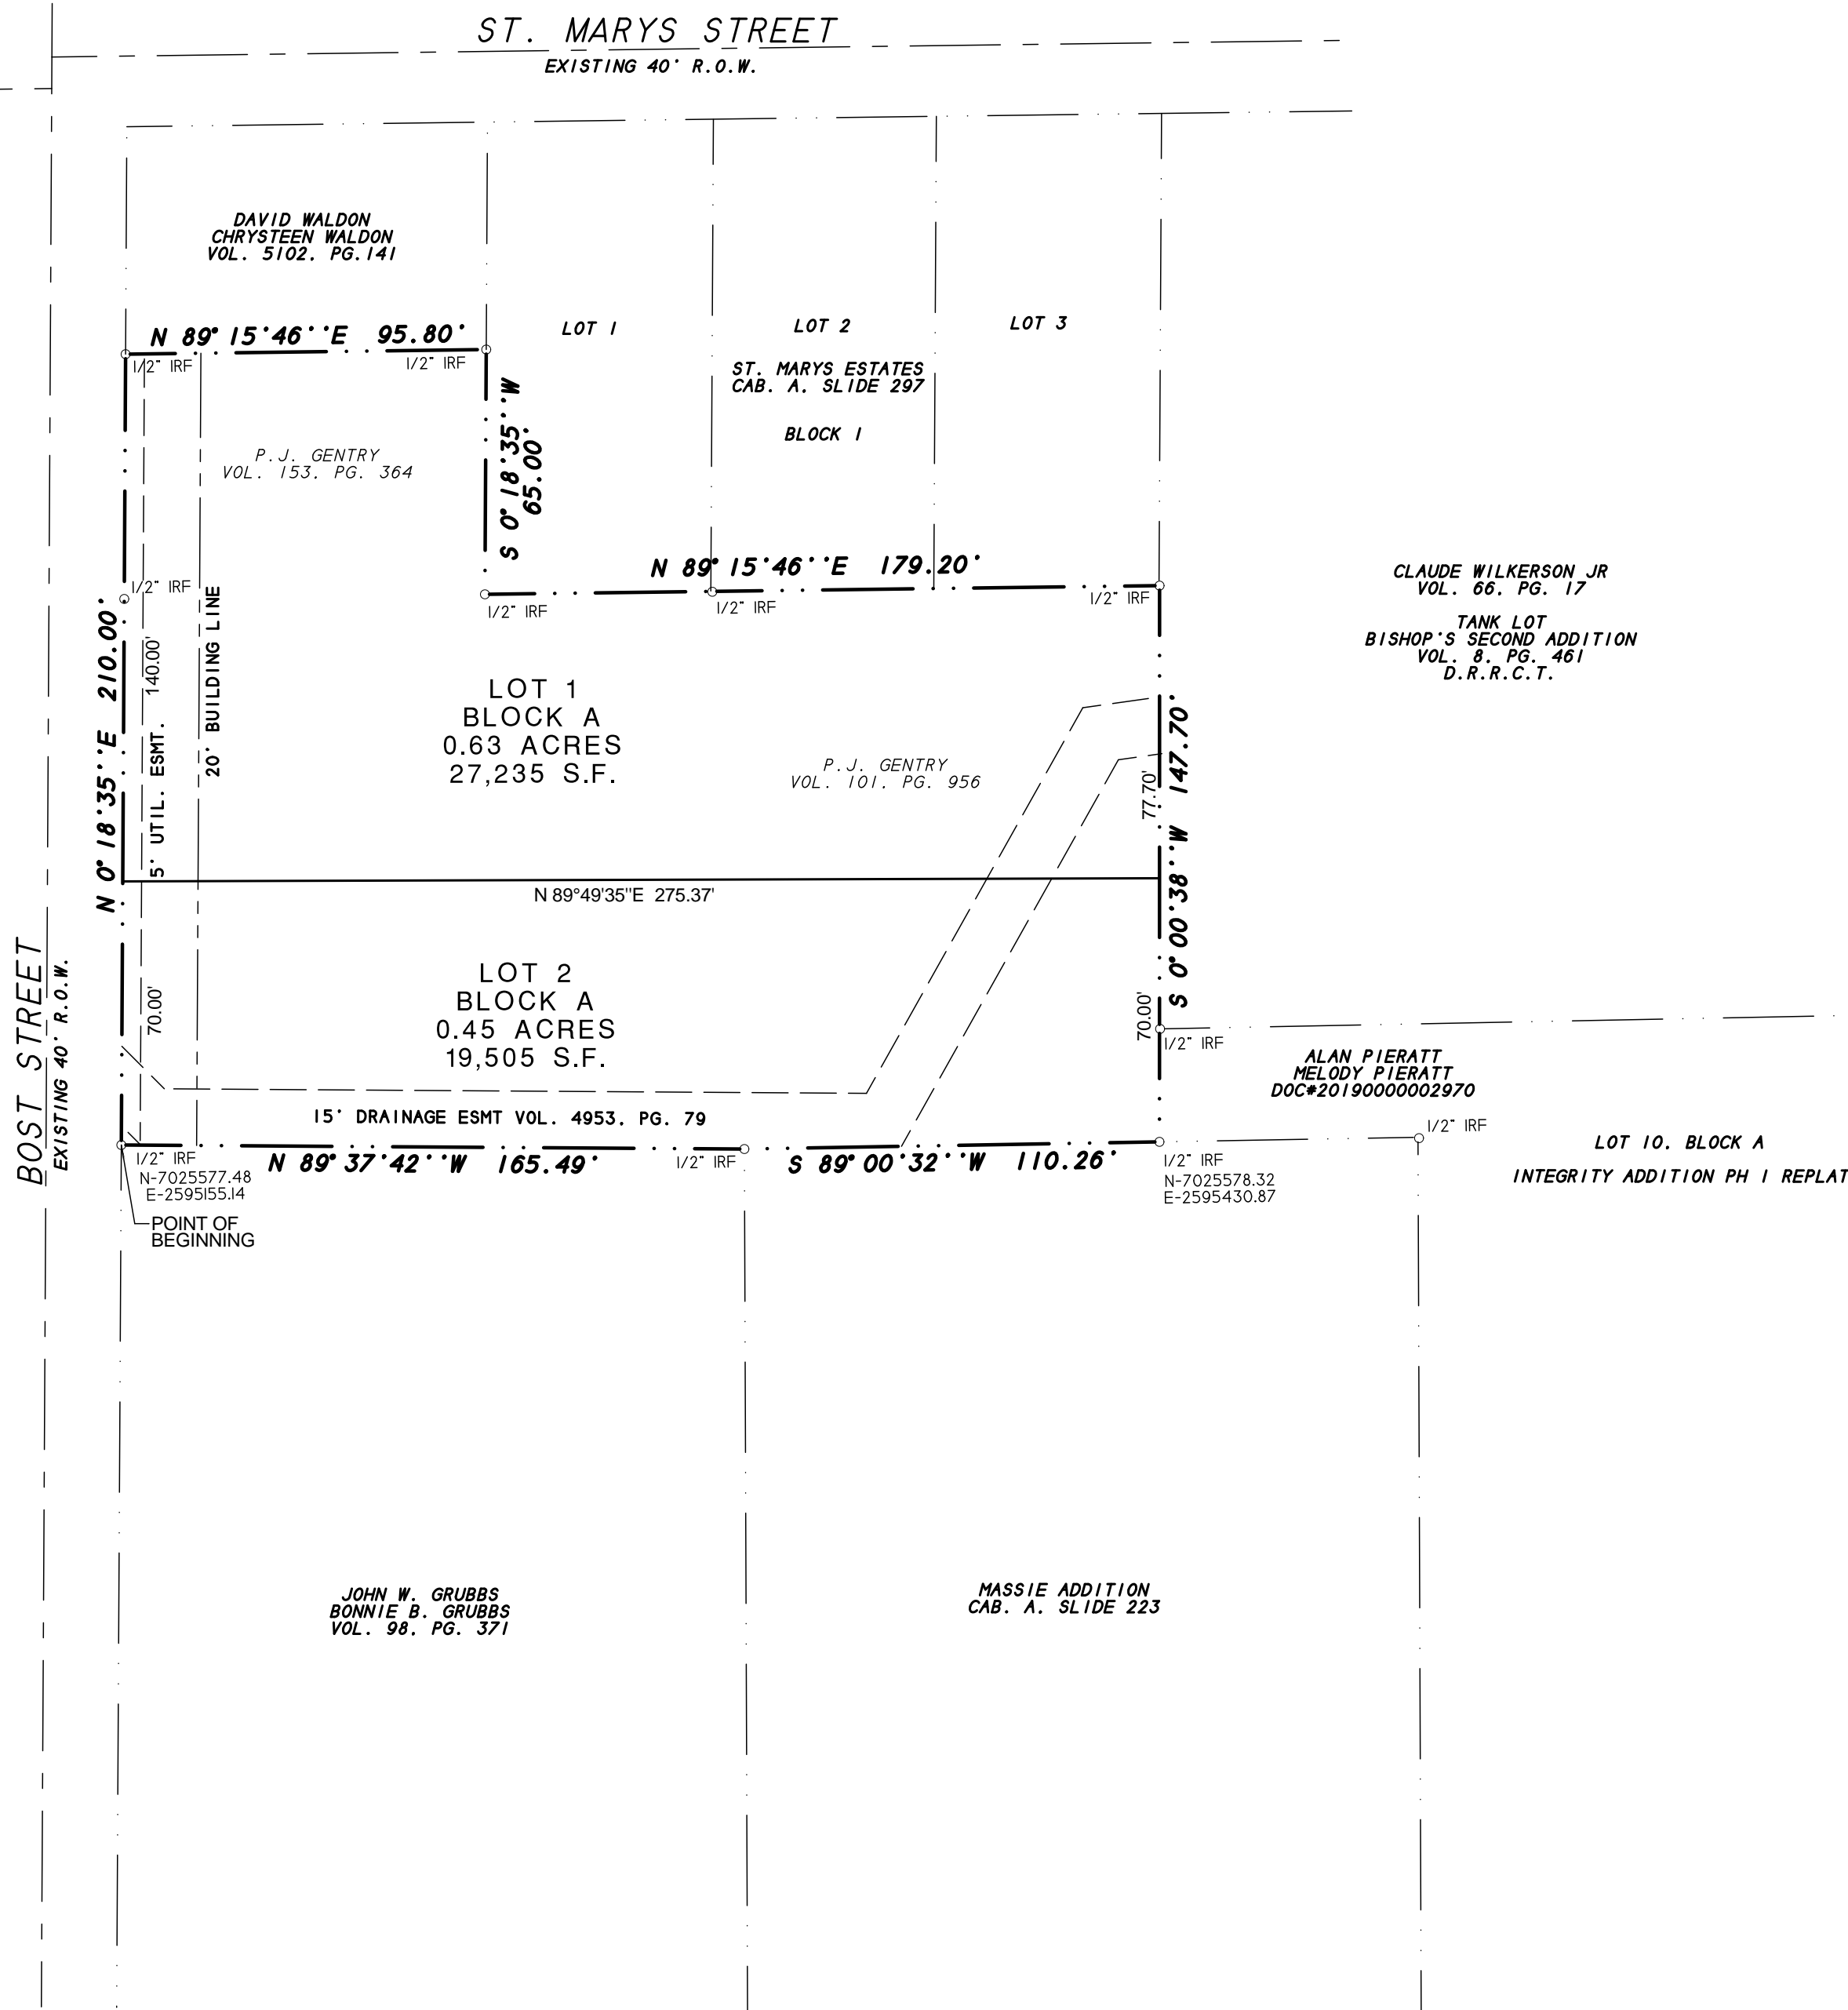 ST. MARYS STREET
EXISTING 40' R.O.W.
DAVID WALDON
CHRYSTEEN WALDON
VOL. 5102. PG.141
N 89° 15'46''E 95.80'
1/2" IRF
1/2" IRF
S 0° 18'35''W
65.00'
LOT 1
LOT 2
LOT 3
ST. MARYS ESTATES
CAB. A. SLIDE 297
BLOCK 1
P.J. GENTRY
VOL. 153. PG. 364
N 89° 15'46''E 179.20'
1/2" IRF
1/2" IRF
1/2" IRF
1/2" IRF
CLAUDE WILKERSON JR
VOL. 66. PG. 17
TANK LOT
BISHOP'S SECOND ADDITION
VOL. 8. PG. 461
D.R.R.C.T.
N 0° 18'35''E 210.00'
5' UTIL. ESMT.
140.00'
20' BUILDING LINE
LOT 1
BLOCK A
0.63 ACRES
27,235 S.F.
P.J. GENTRY
VOL. 101. PG. 956
77.70'
S 0° 00'38''W 147.70'
N 89°49'35"E 275.37'
BOST STREET
EXISTING 40' R.O.W.
70.00'
LOT 2
BLOCK A
0.45 ACRES
19,505 S.F.
70.00'
1/2" IRF
ALAN PIERATT
MELODY PIERATT
DOC#20190000002970
15' DRAINAGE ESMT VOL. 4953. PG. 79
1/2" IRF
LOT 10. BLOCK A
INTEGRITY ADDITION PH 1 REPLAT
1/2" IRF
N-7025577.48
E-2595155.14
N 89° 37'42''W 165.49'
1/2" IRF
S 89° 00'32''W 110.26'
1/2" IRF
N-7025578.32
E-2595430.87
POINT OF
BEGINNING
JOHN W. GRUBBS
BONNIE B. GRUBBS
VOL. 98. PG. 371
MASSIE ADDITION
CAB. A. SLIDE 223